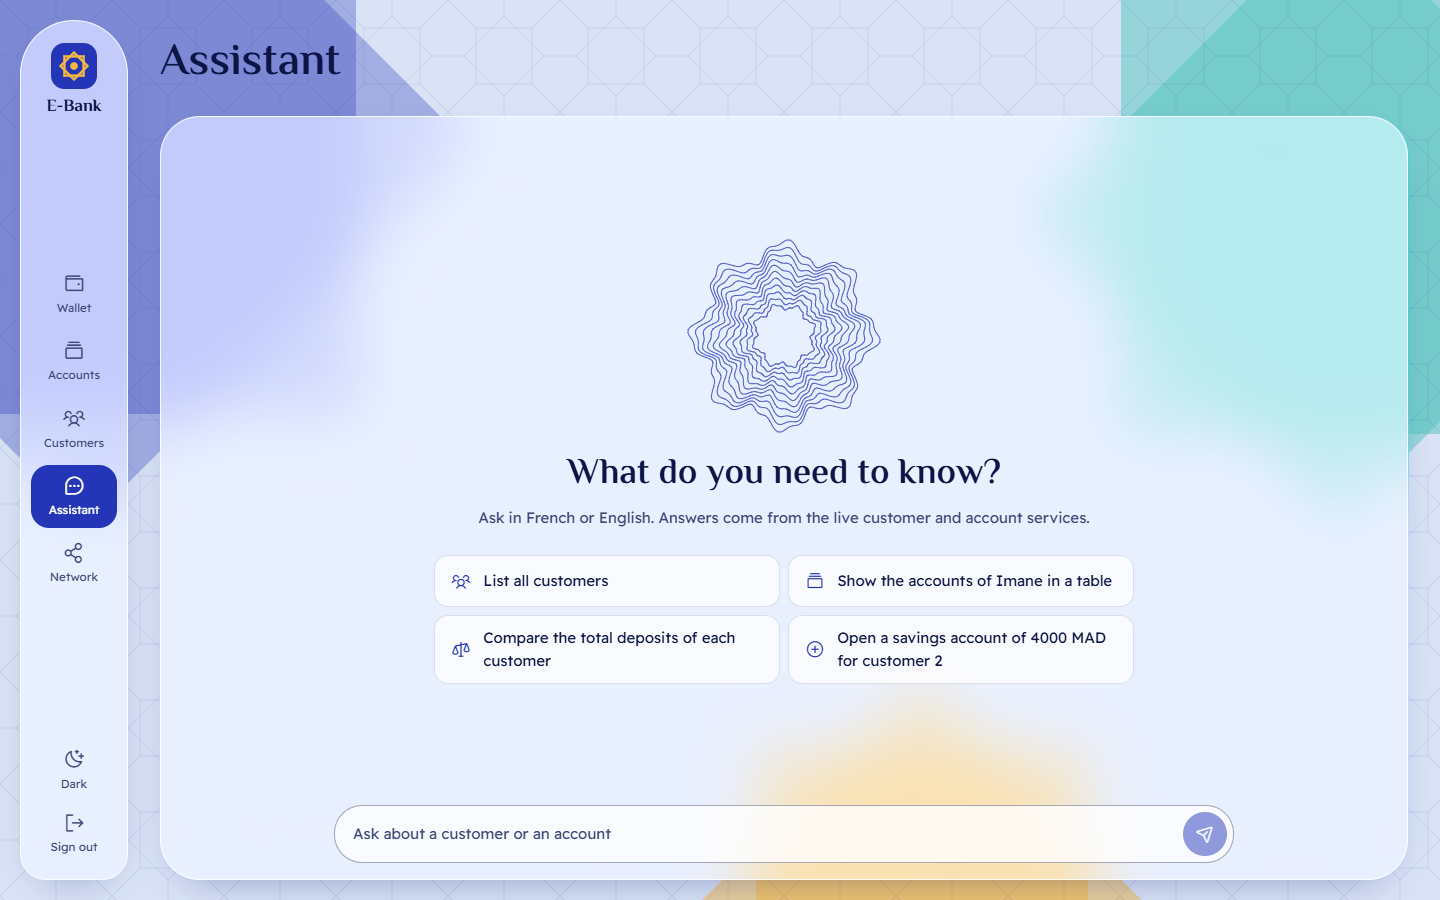 Assistant
E-Bank
Wallet
Accounts
Customers
Assistant
Network
Dark
Sign out
What do you need to know?
Ask in French or English. Answers come from the live customer and account services.
List all customers
Show the accounts of Imane in a table
Compare the total deposits of each
customer
Open a savings account of 4000 MAD
for customer 2
Ask about a customer or an account